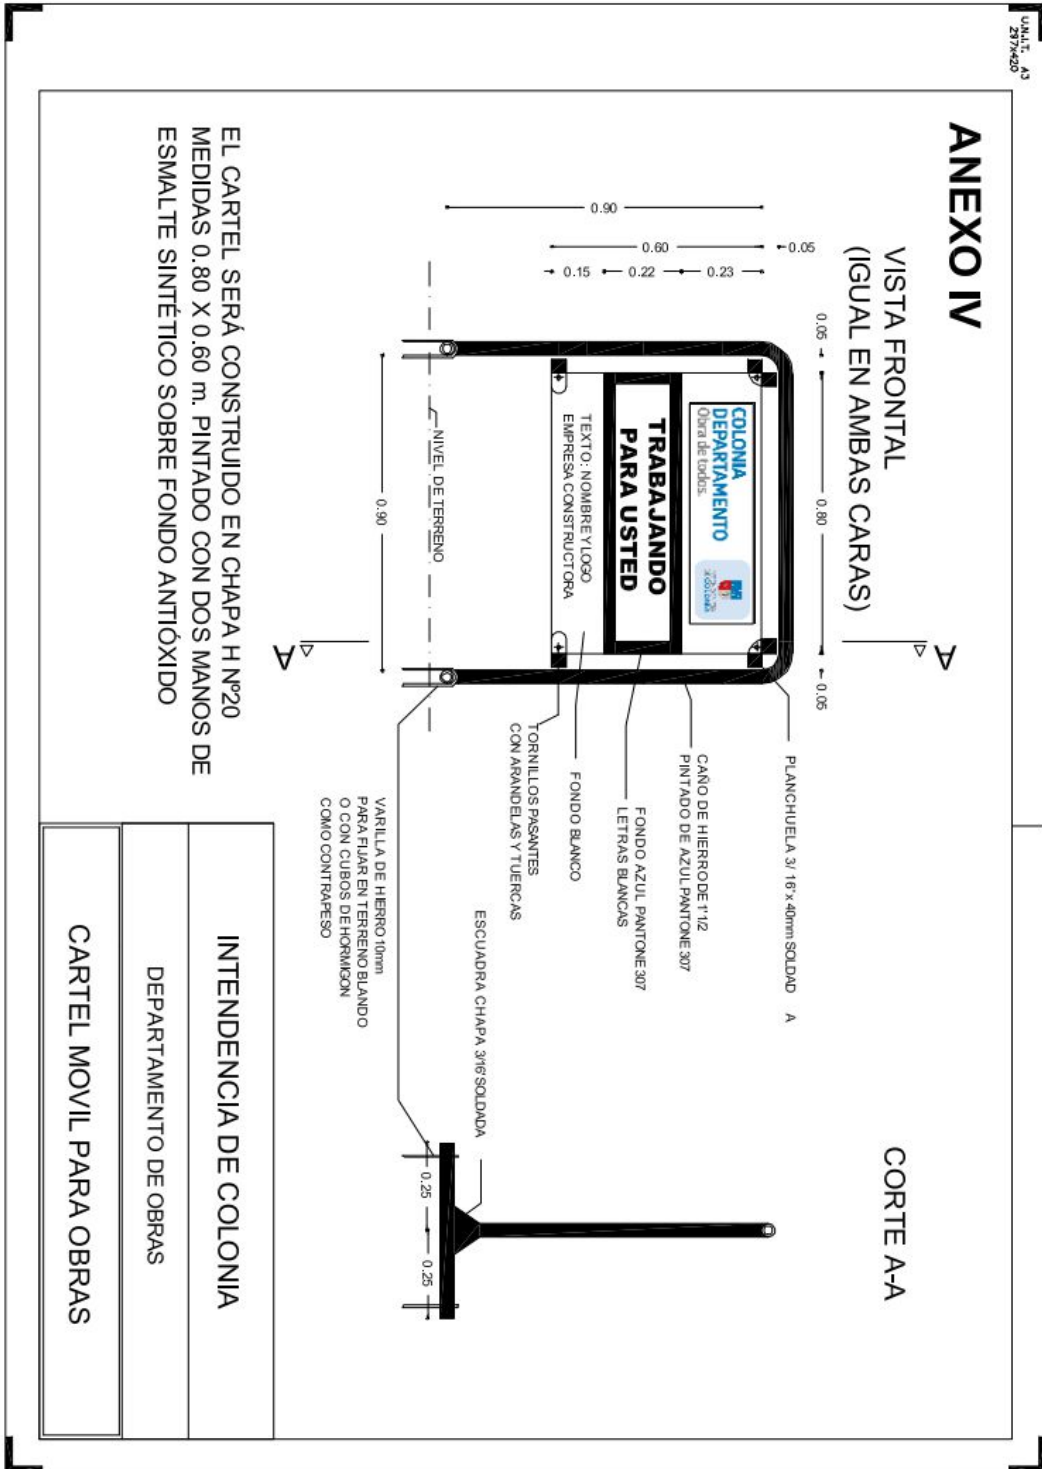 U.N.I.T. A3
297x420
ANEXO IV
VISTA FRONTAL
(IGUAL EN AMBAS CARAS)
CORTE A-A
A
A
0.05
0.80
0.05
0.90
0.60
0.05
0.15
0.22
0.23
COLONIA
DEPARTAMENTO
Obra de todos.
TRABAJANDO
PARA USTED
TEXTO: NOMBRE Y LOGO
EMPRESA CONSTRUCTORA
NIVEL DE TERRENO
0.90
PLANCHUELA 3/ 16"x 40mm SOLDAD A
CAÑO DE HIERRO DE 1"1/2
PINTADO DE AZUL PANTONE 307
FONDO AZUL PANTONE 307
LETRAS BLANCAS
FONDO BLANCO
TORNILLOS PASANTES
CON ARANDELAS Y TUERCAS
ESCUADRA CHAPA 3/16" SOLDADA
VARILLA DE HIERRO 10mm
PARA FIJAR EN TERRENO BLANDO
O CON CUBOS DE HORMIGON
COMO CONTRAPESO
0.25
0.25
EL CARTEL SERÁ CONSTRUIDO EN CHAPA H Nº20
MEDIDAS 0.80 X 0.60 m. PINTADO CON DOS MANOS DE
ESMALTE SINTÉTICO SOBRE FONDO ANTIÓXIDO
INTENDENCIA DE COLONIA
DEPARTAMENTO DE OBRAS
CARTEL MOVIL PARA OBRAS